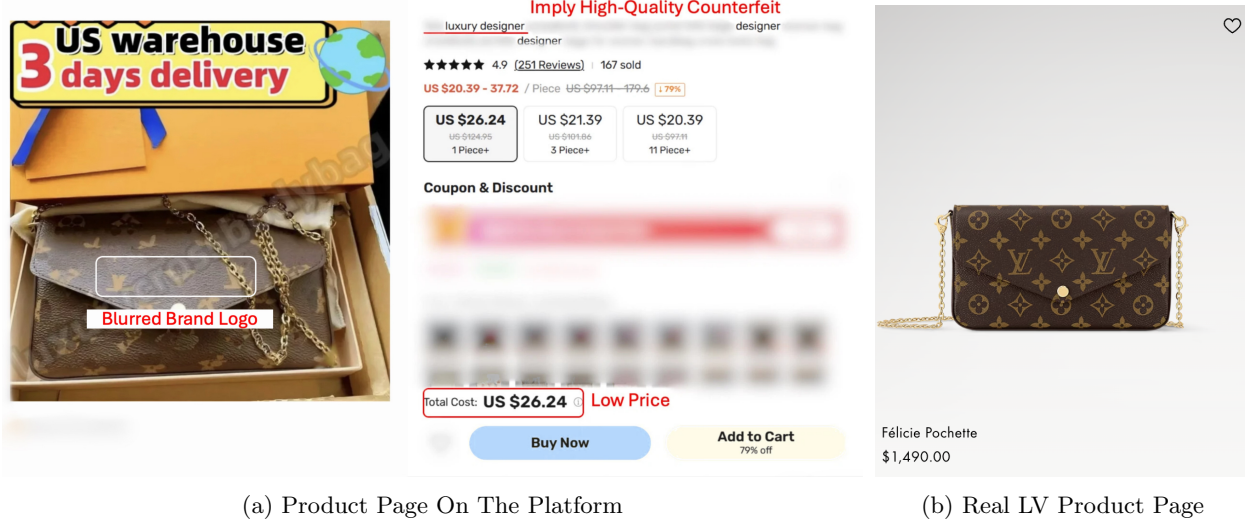 US warehouse
3 days delivery
Blurred Brand Logo
Imply High-Quality Counterfeit
luxury designer designer
designer
4.9 (251 Reviews) | 167 sold
US $20.39 - 37.72 / Piece US $97.11 - 179.6 ↓79%
US $26.24 US $21.39 US $20.39
US $124.95 US $101.86 US $97.11
1 Piece+ 3 Piece+ 11 Piece+
Coupon & Discount
Total Cost: US $26.24 Low Price
Buy Now
Add to Cart
79% off
Félicie Pochette
$1,490.00
(a) Product Page On The Platform
(b) Real LV Product Page